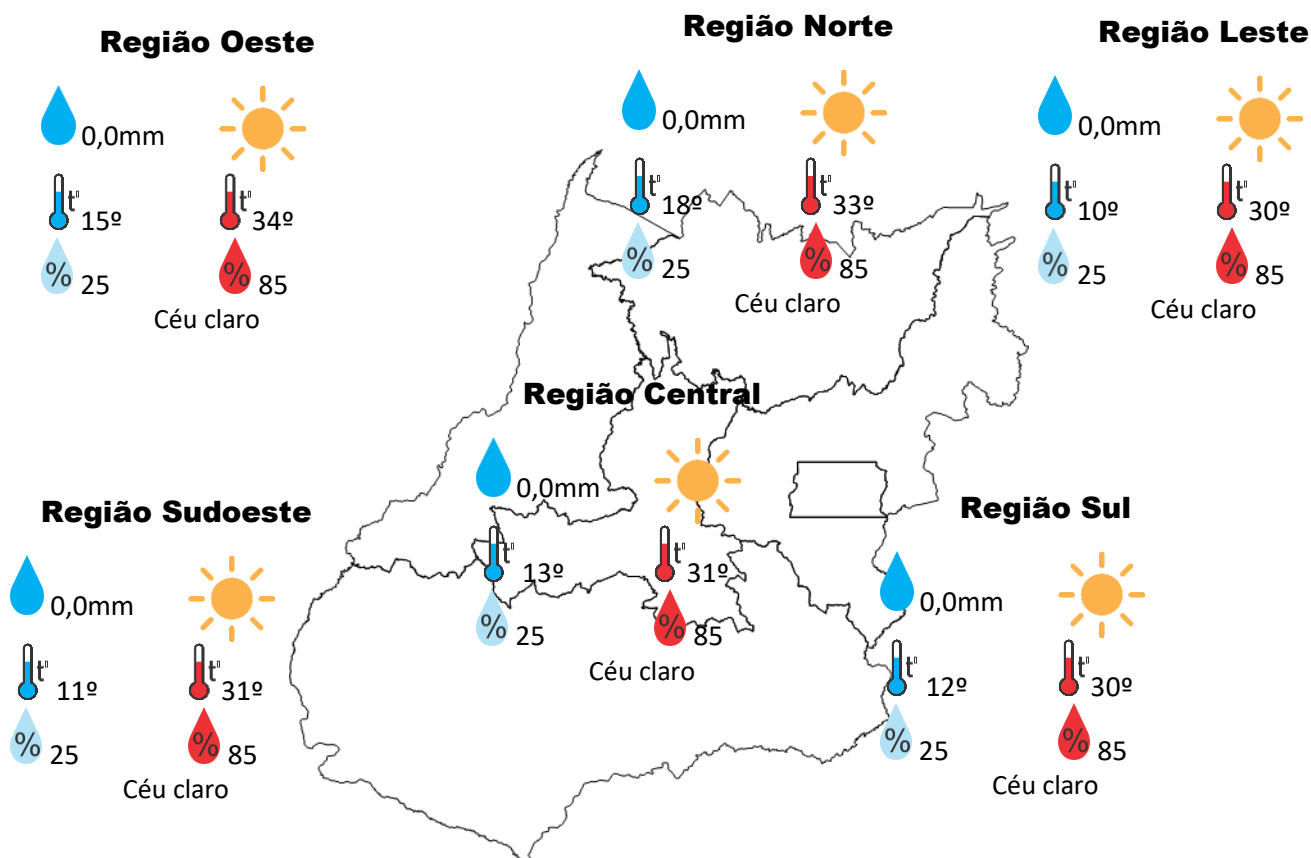 Região Oeste
0,0mm
t°
15º
34º
%
25
%
85
Céu claro
Região Norte
0,0mm
t°
18º
t°
33º
%
25
%
85
Céu claro
Região Leste
0,0mm
t°
10º
t°
30º
%
25
%
85
Céu claro
Região Central
0,0mm
t°
13º
t°
31º
%
25
%
85
Céu claro
Região Sudoeste
0,0mm
t°
11º
t°
31º
%
25
%
85
Céu claro
Região Sul
0,0mm
t°
12º
t°
30º
%
25
%
85
Céu claro